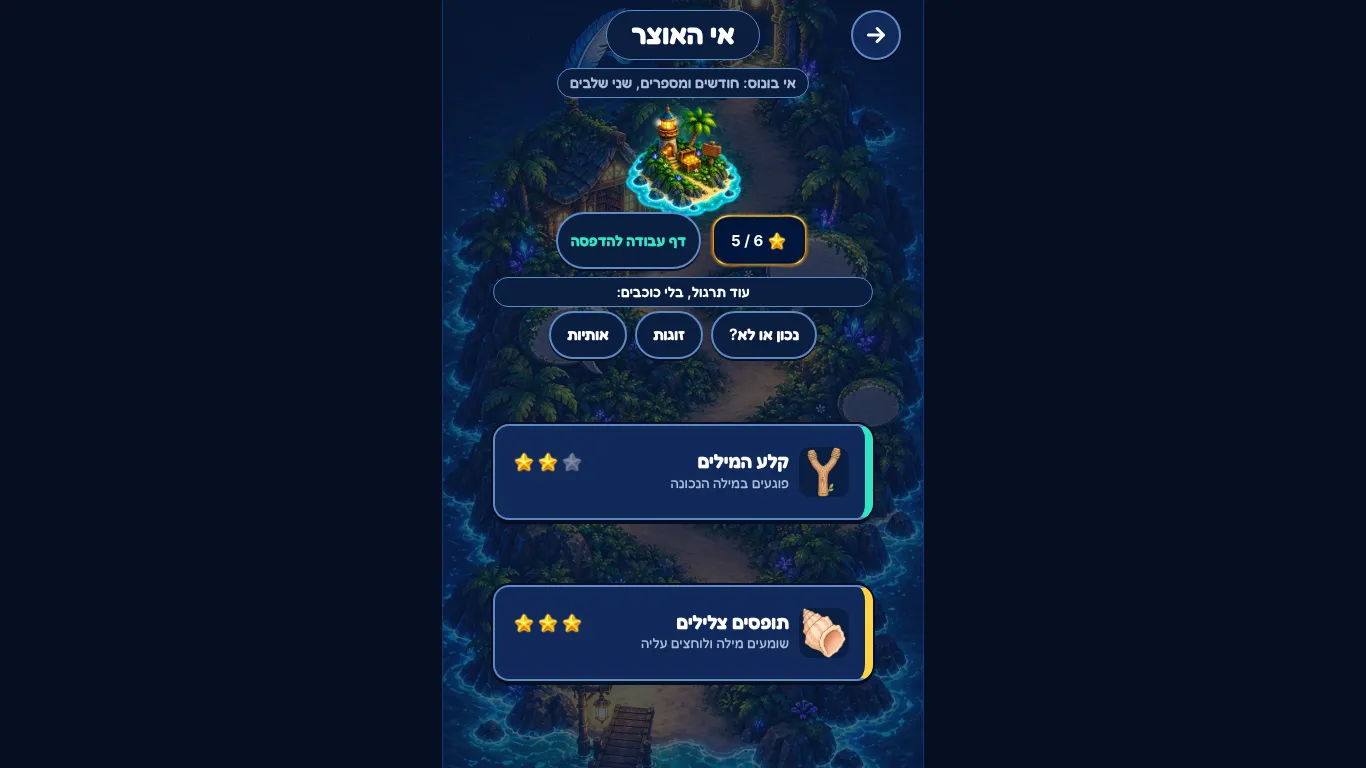 אי האוצר
אי בונוס: חודשים ומספרים, שני שלבים
5 / 6
דף עבודה להדפסה
עוד תרגול, בלי כוכבים:
נכון או לא?
זוגות
אותיות
קלע המילים
פוגעים במילה הנכונה
תופסים צלילים
שומעים מילה ולוחצים עליה